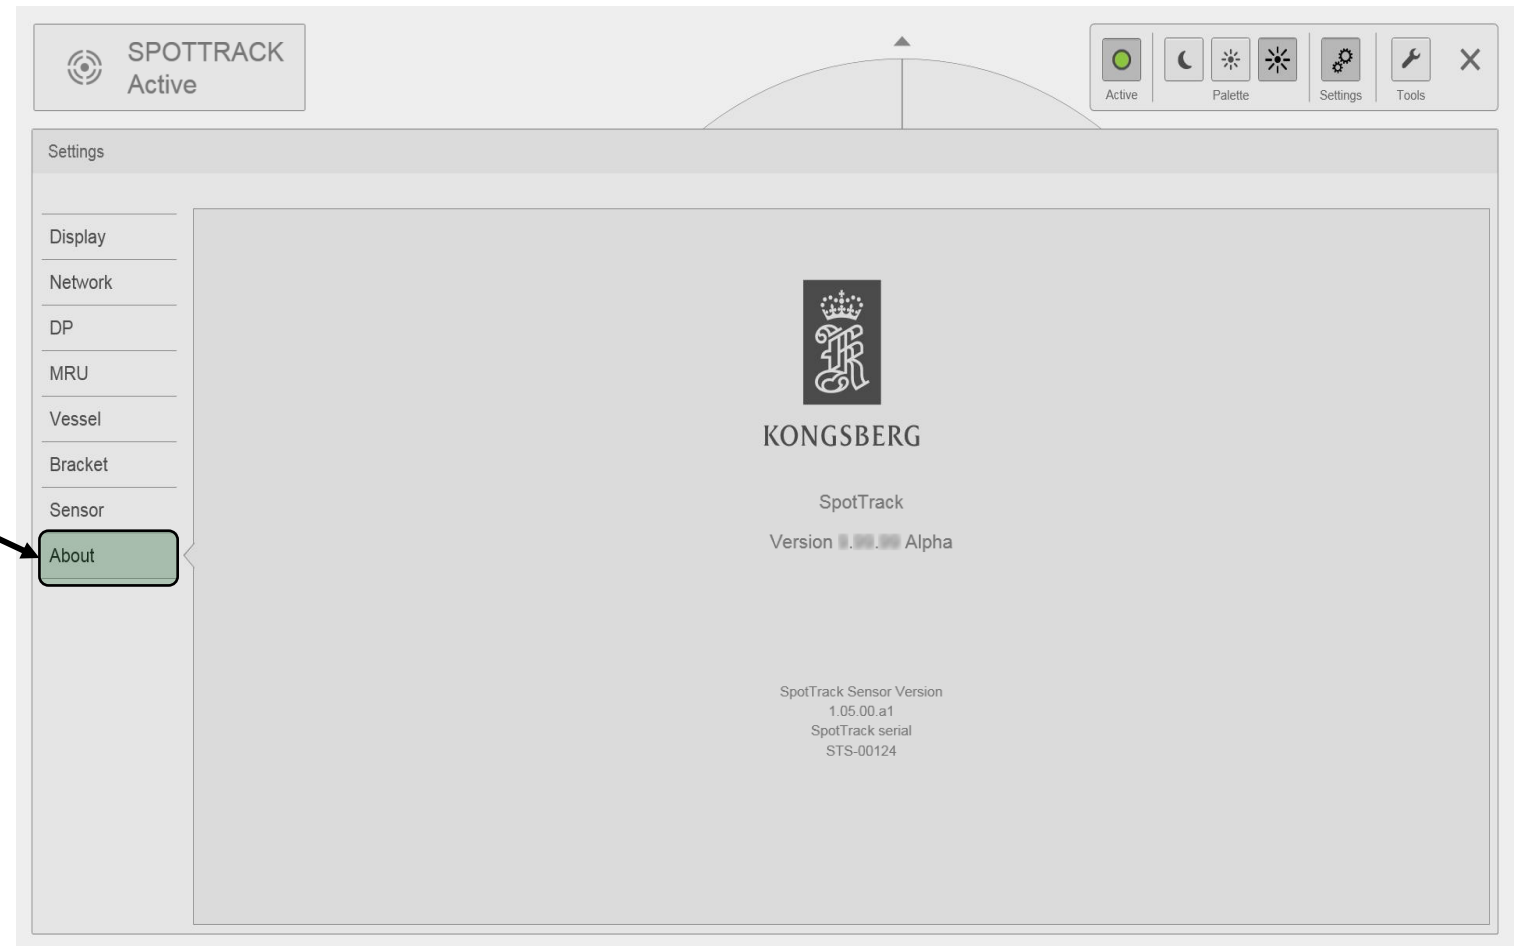 SPOTTRACK
Active
Active
Palette
Settings
Tools
Settings
Display
Network
DP
MRU
Vessel
Bracket
Sensor
About
KONGSBERG
SpotTrack
Version Alpha
SpotTrack Sensor Version
1.05.00.a1
SpotTrack serial
STS-00124